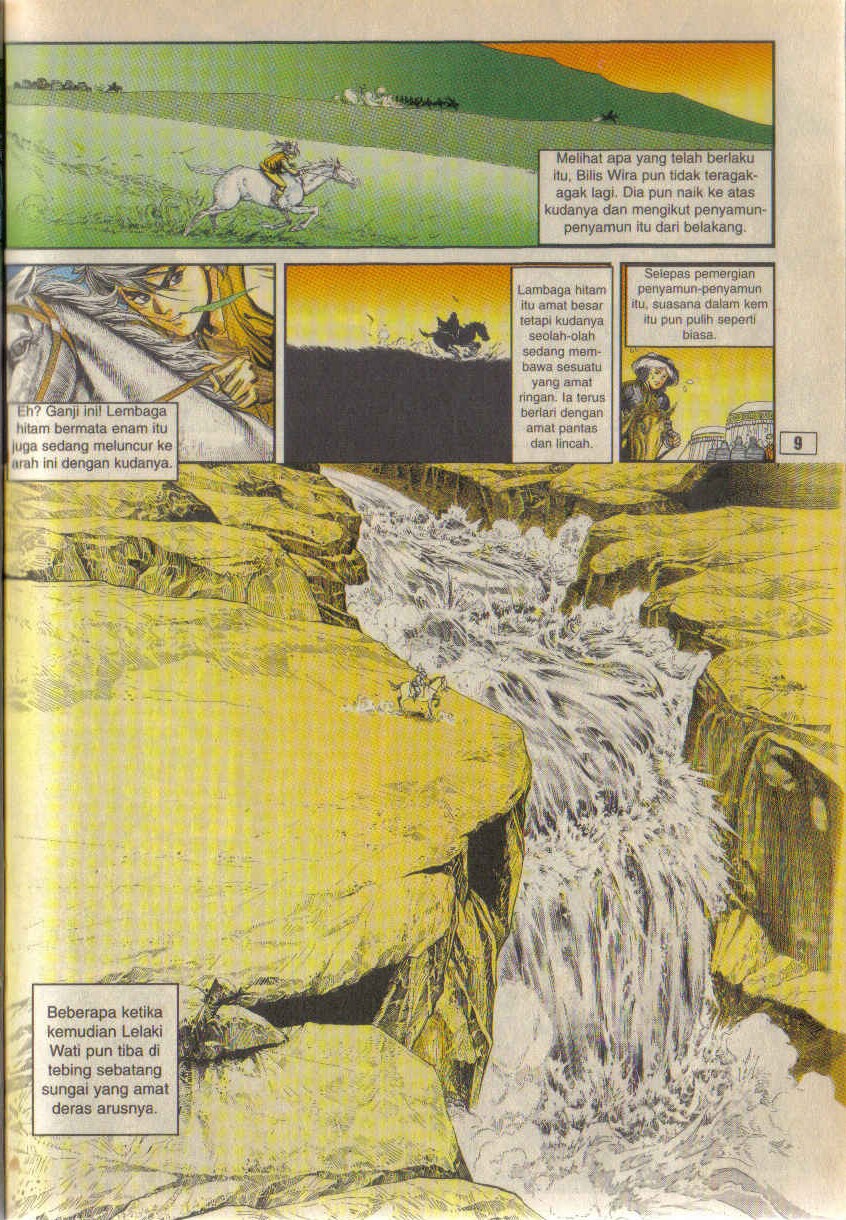 Melihat apa yang telah berlaku
itu, Bilis Wira pun tidak teragak-
agak lagi. Dia pun naik ke atas
kudanya dan mengikut penyamun-
penyamun itu dari belakang.
Eh? Ganji ini! Lembaga
hitam bermata enam itu
juga sedang meluncur ke
arah ini dengan kudanya.
Lambaga hitam
itu amat besar
tetapi kudanya
seolah-olah
sedang mem-
bawa sesuatu
yang amat
ringan. Ia terus
berlari dengan
amat pantas
dan lincah.
Selepas pemergian
penyamun-penyamun
itu, suasana dalam kem
itu pun pulih seperti
biasa.
9
Beberapa ketika
kemudian Lelaki
Wati pun tiba di
tebing sebatang
sungai yang amat
deras arusnya.